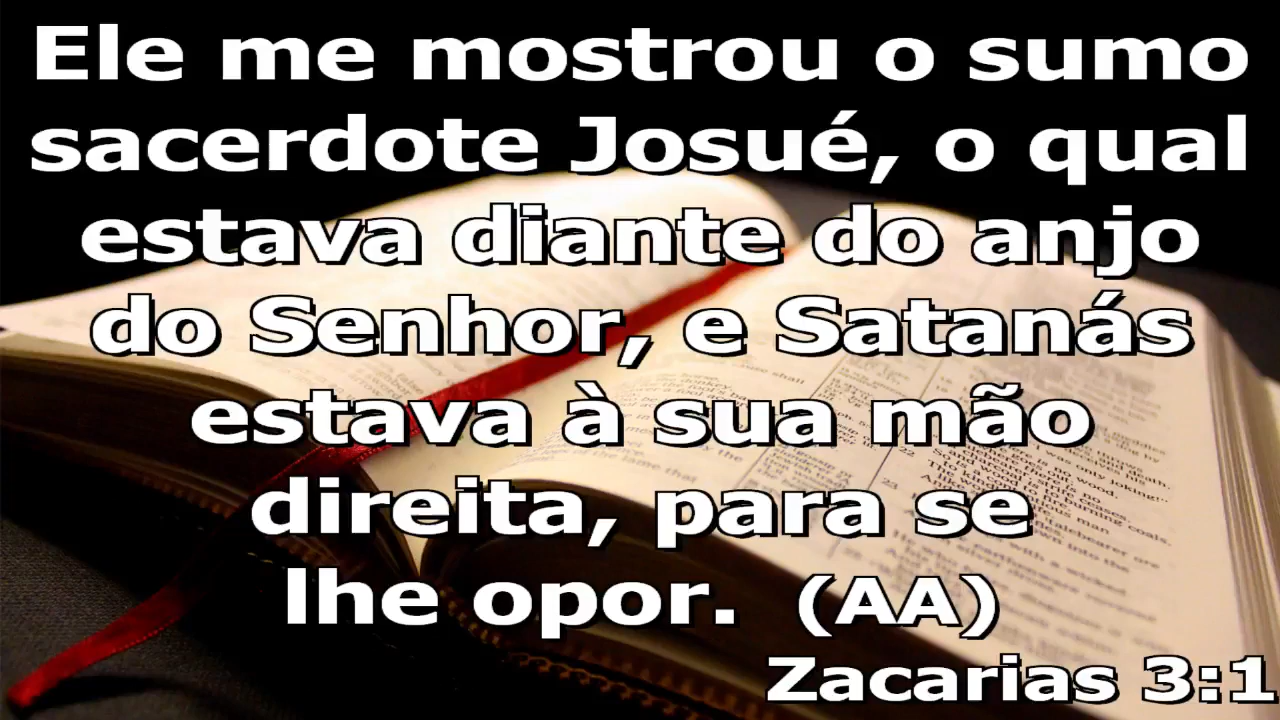 Ele me mostrou o sumo
sacerdote Josué, o qual
estava diante do anjo
do Senhor, e Satanás
estava à sua mão
direita, para se
lhe opor. (AA)
Zacarias 3:1